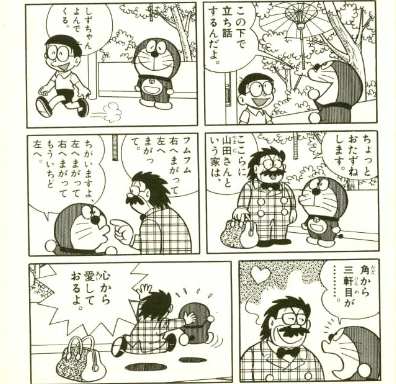 この下で
立ち話
するんだよ。
しずちゃん
よんで
くる。
ちょっと
おたずね
します。
ここらに
山田さんと
いう家は、
フムフム
右へまがって
左へ
まがっ
て。
ちがいますよ、
左へまがって
右へまがって
もういちど
左へ。
角から
三軒目が
………。
心から
愛して
おるよ。